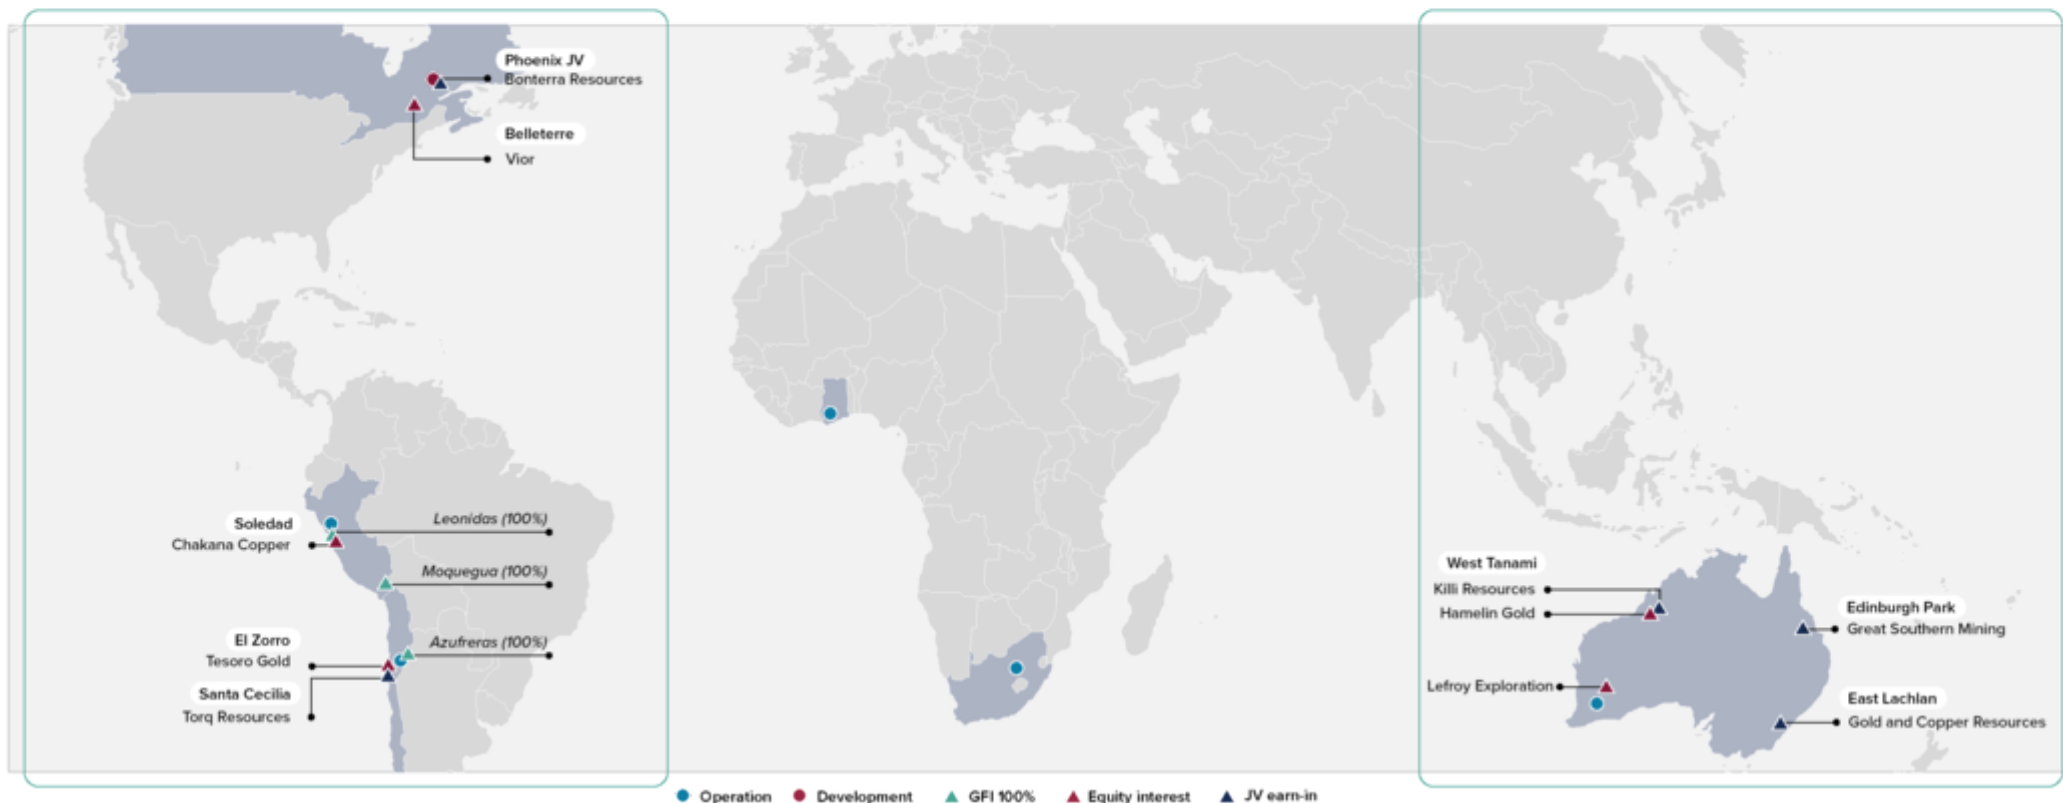 Phoenix JV
Bonterra Resources
Belleterre
Vior
Soledad
Chakana Copper
Leonidas (100%)
Moquegua (100%)
El Zorro
Tesoro Gold
Azufreras (100%)
Santa Cecilia
Torq Resources
West Tanami
Killi Resources
Hamelin Gold
Edinburgh Park
Great Southern Mining
Lefroy Exploration
East Lachlan
Gold and Copper Resources
Operation Development GFI 100% Equity interest JV earn-in